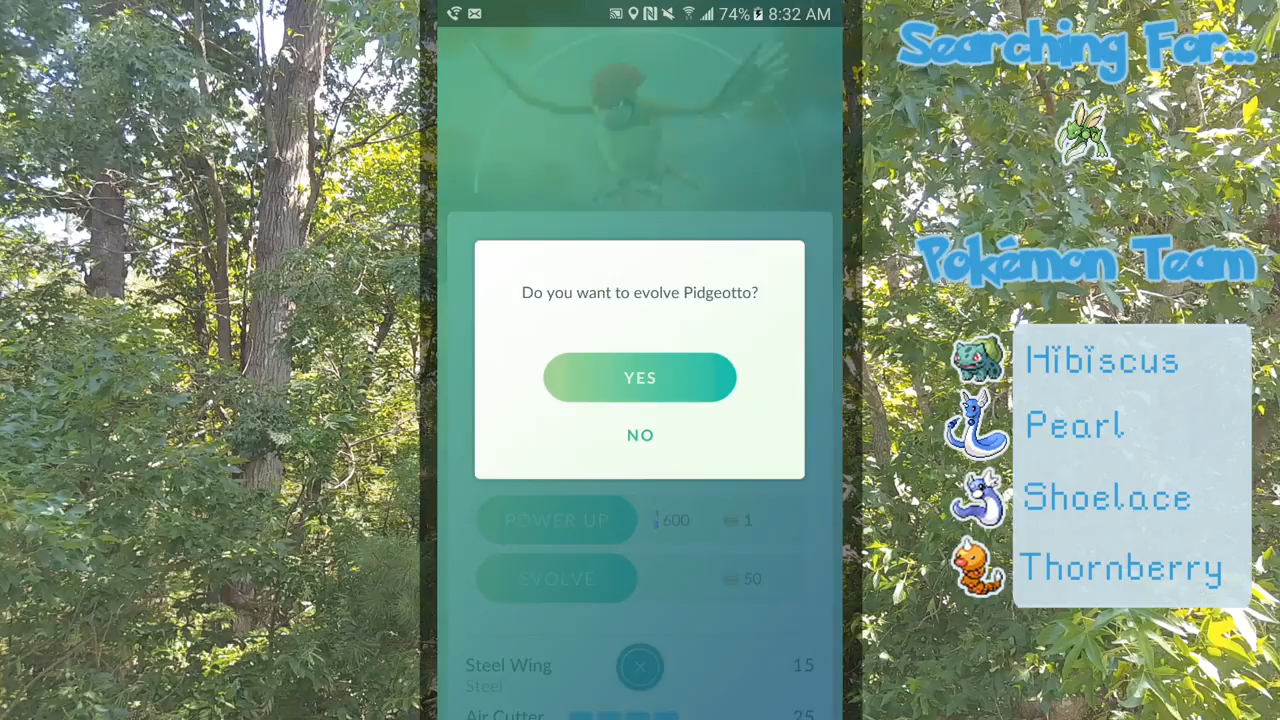 74% 8:32 AM
Searching For...
Do you want to evolve Pidgeotto?
YES
NO
POWER UP 600 1
EVOLVE 50
Steel Wing 15
Steel
Air Cutter 25
Pokémon Team
Hibiscus
Pearl
Shoelace
Thornberry